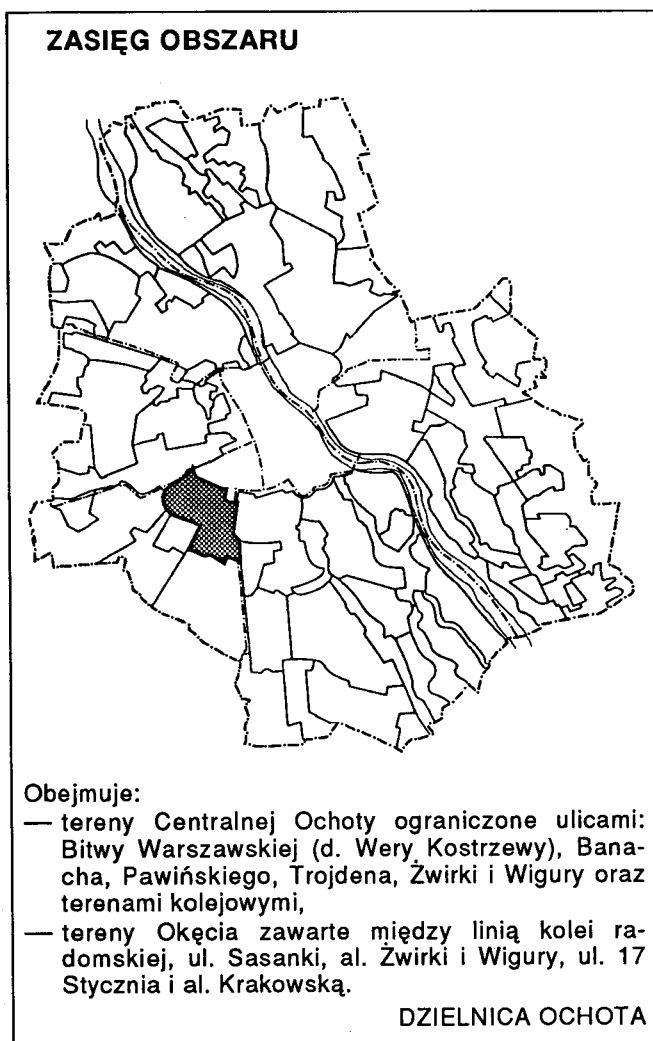 ZASIĘG OBSZARU
Obejmuje:
— tereny Centralnej Ochoty ograniczone ulicami:
Bitwy Warszawskiej (d. Wery Kostrzewy), Bana-
cha, Pawińskiego, Trojdena, Żwirki i Wigury oraz
terenami kolejowymi,
— tereny Okęcia zawarte między linią kolei ra-
domskiej, ul. Sasanki, al. Żwirki i Wigury, ul. 17
Stycznia i al. Krakowską.
DZIELNICA OCHOTA